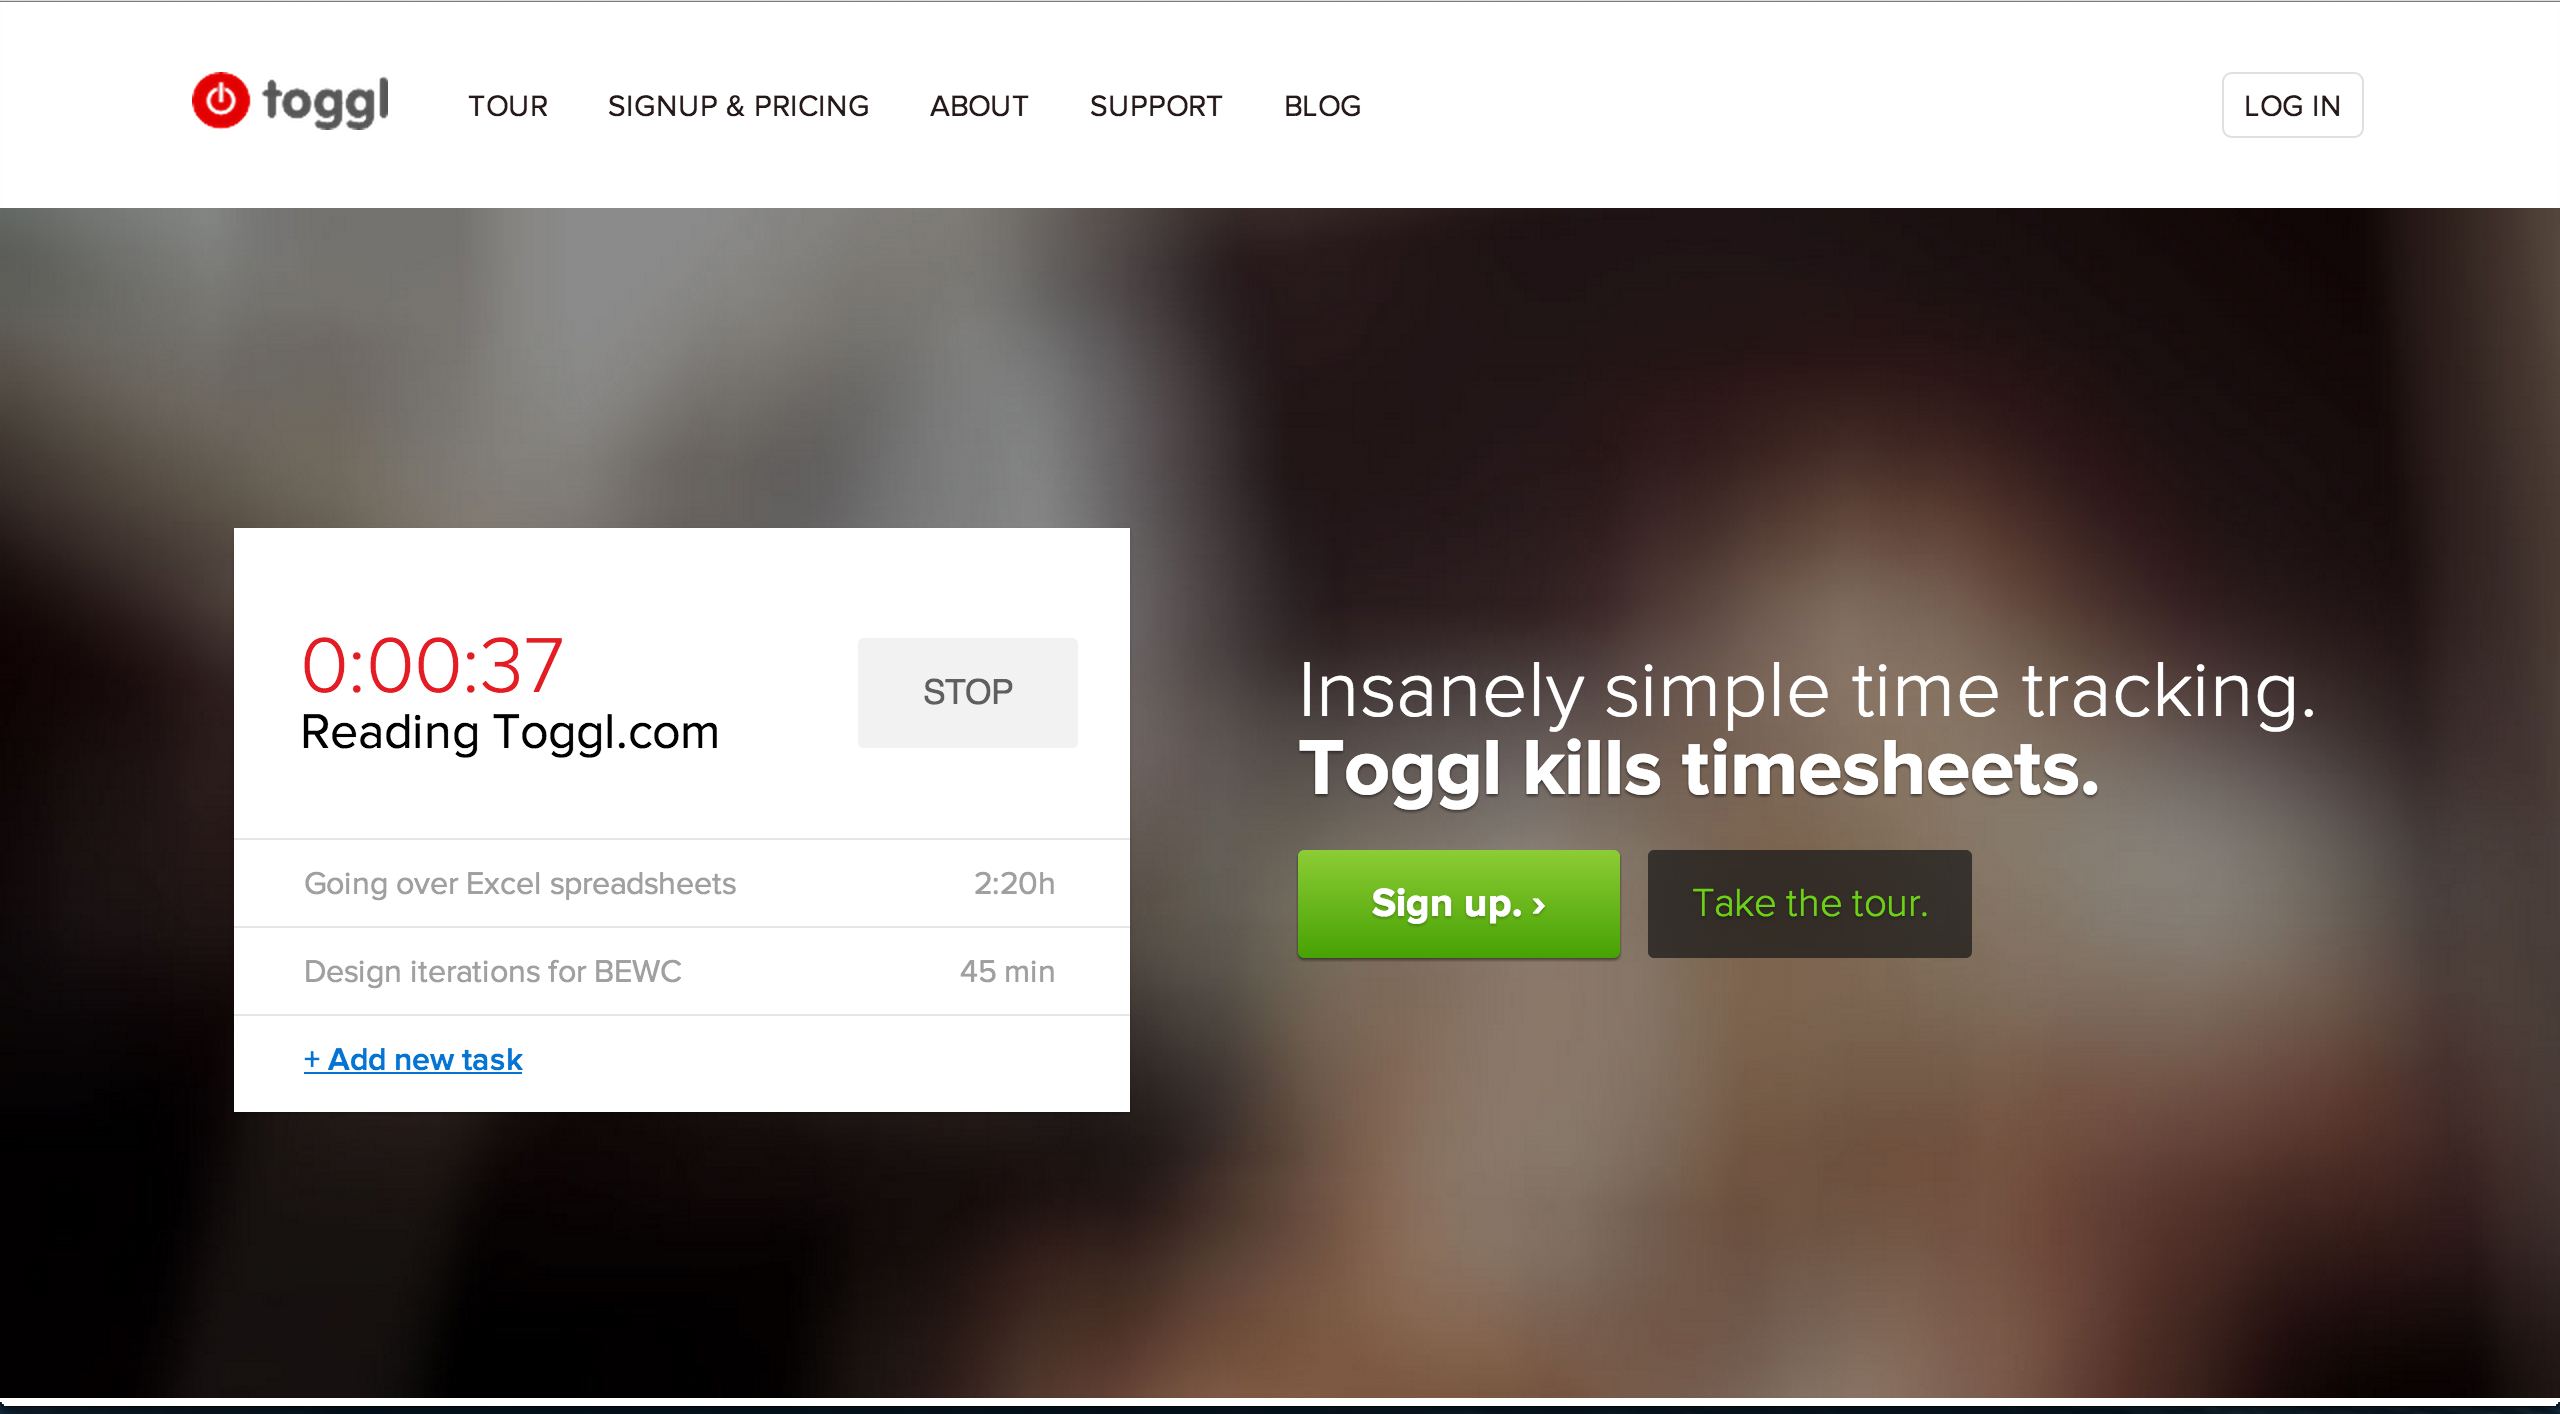 toggl
TOUR
SIGNUP & PRICING
ABOUT
SUPPORT
BLOG
LOG IN
0:00:37
Reading Toggl.com
STOP
Going over Excel spreadsheets 2:20h
Design iterations for BEWC 45 min
+ Add new task
Insanely simple time tracking.
Toggl kills timesheets.
Sign up. ›
Take the tour.